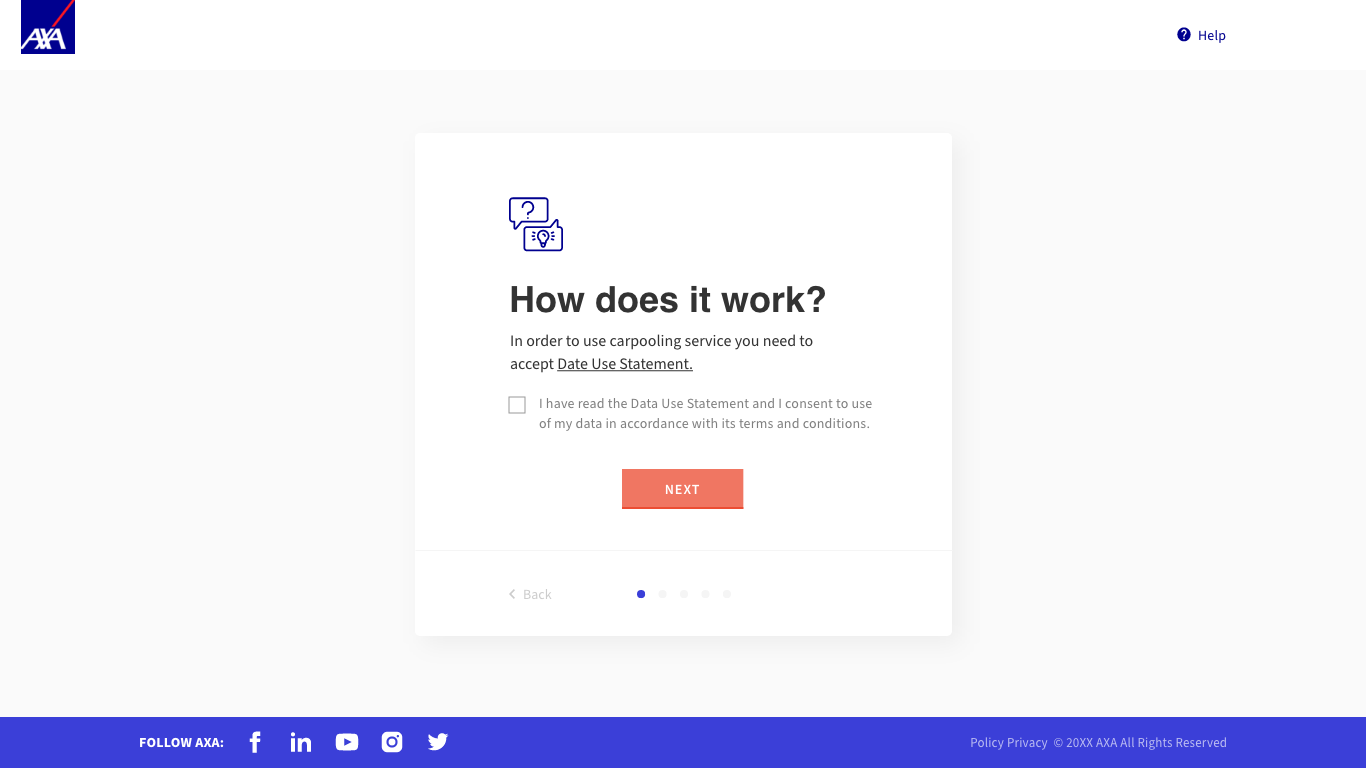 AXA
Help
How does it work?
In order to use carpooling service you need to
accept Date Use Statement.
I have read the Data Use Statement and I consent to use
of my data in accordance with its terms and conditions.
NEXT
Back
FOLLOW AXA:
Policy Privacy © 20XX AXA All Rights Reserved